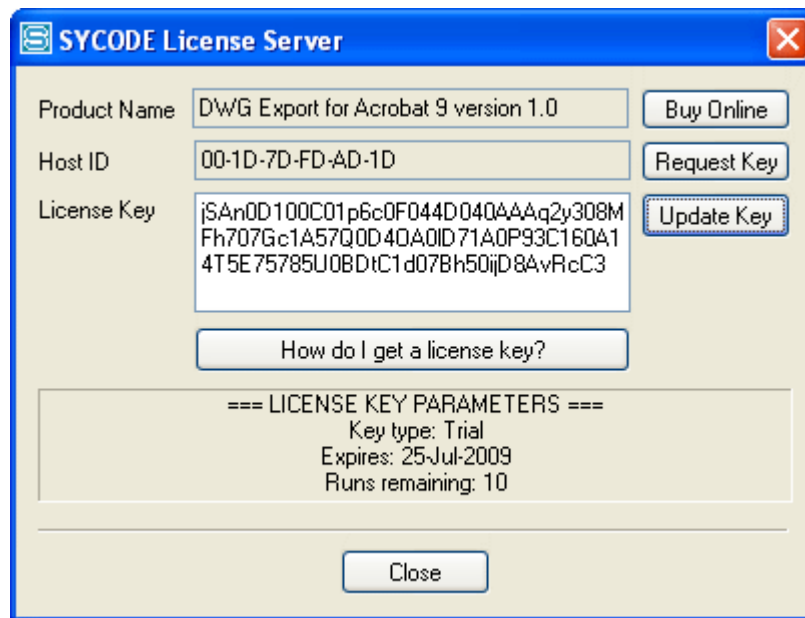 SYCODE License Server
Product Name
DWG Export for Acrobat 9 version 1.0
Buy Online
Host ID
00-1D-7D-FD-AD-1D
Request Key
License Key
jSAn0D100C01p6c0F044D040AAAq2y308M
Fh707Gc1A57Q0D4OA0lD71A0P93C160A1
4T5E75785U0BDtC1d07Bh50ijD8AvRcC3
Update Key
How do I get a license key?
=== LICENSE KEY PARAMETERS ===
Key type: Trial
Expires: 25-Jul-2009
Runs remaining: 10
Close